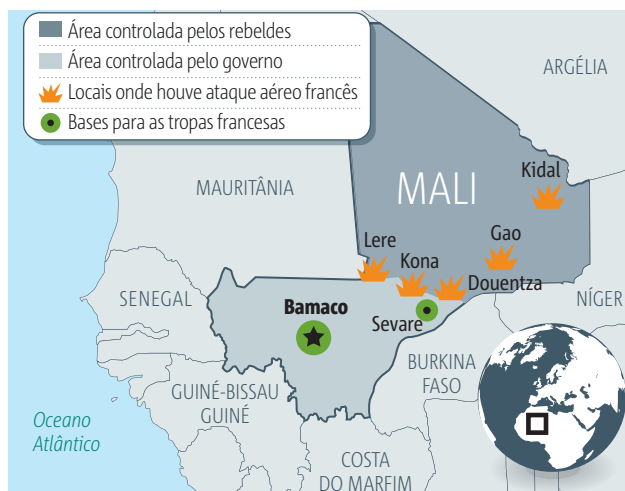 Área controlada pelos rebeldes
Área controlada pelo governo
Locais onde houve ataque aéreo francês
Bases para as tropas francesas
ARGÉLIA
Kidal
MAURITÂNIA
MALI
Gao
Lere
Kona
Douentza
SENEGAL
Bamaco
Sevare
NÍGER
BURKINA
FASO
GUINÉ-BISSAU
GUINÉ
Oceano
Atlântico
COSTA
DO MARFIM